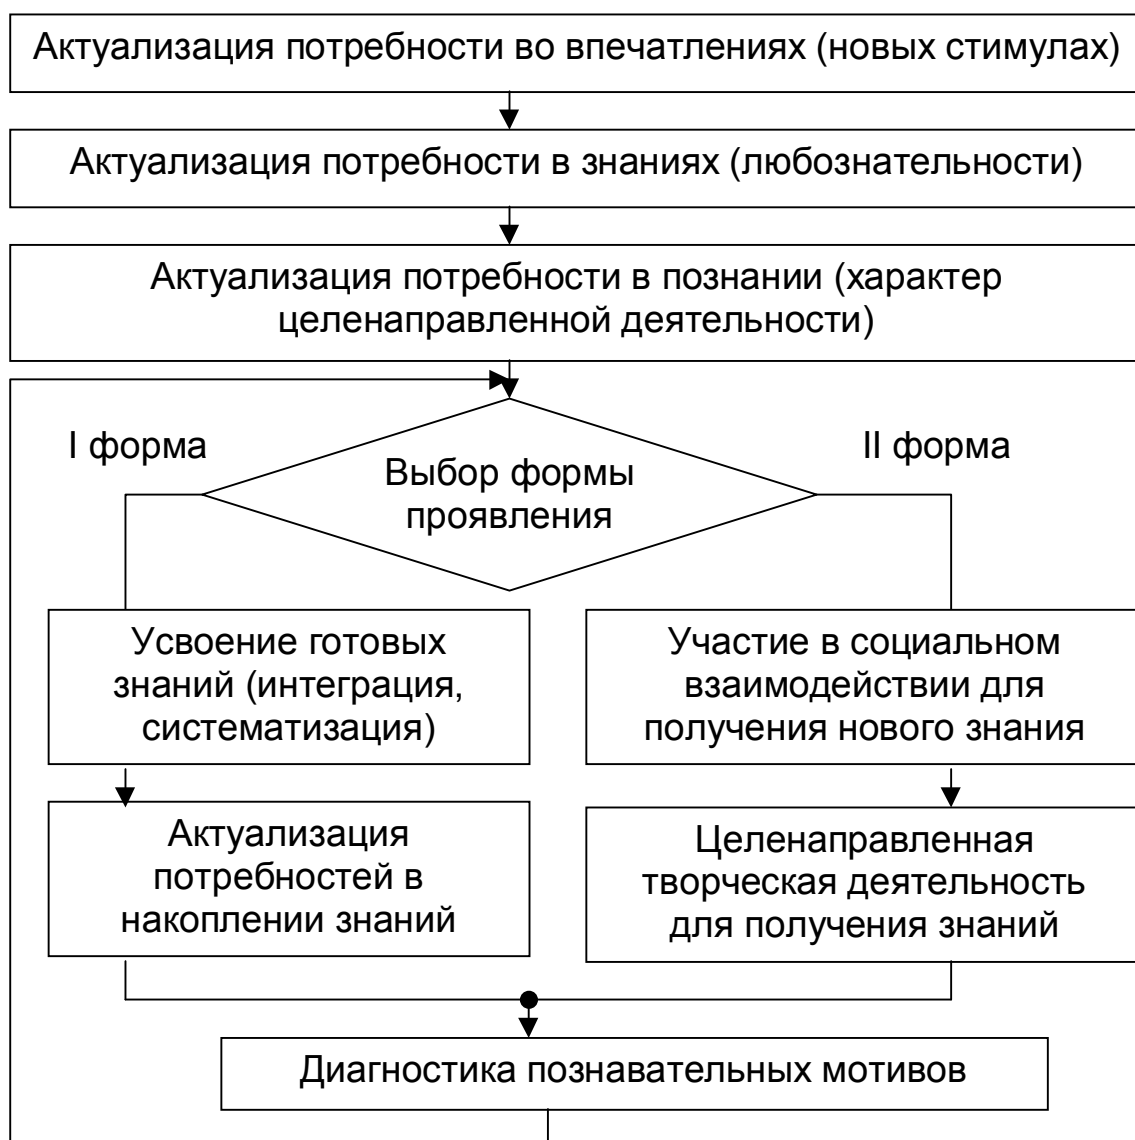 Актуализация потребности во впечатлениях (новых стимулах)
Актуализация потребности в знаниях (любознательности)
Актуализация потребности в познании (характер
целенаправленной деятельности)
I форма
II форма
Выбор формы
проявления
Усвоение готовых
знаний (интеграция,
систематизация)
Участие в социальном
взаимодействии для
получения нового знания
Актуализация
потребностей в
накоплении знаний
Целенаправленная
творческая деятельность
для получения знаний
Диагностика познавательных мотивов